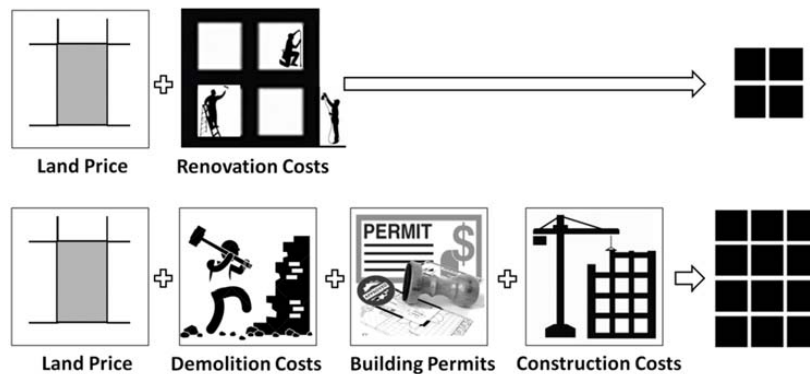 Land Price
Renovation Costs
PERMIT
$
Land Price
Demolition Costs
Building Permits
Construction Costs